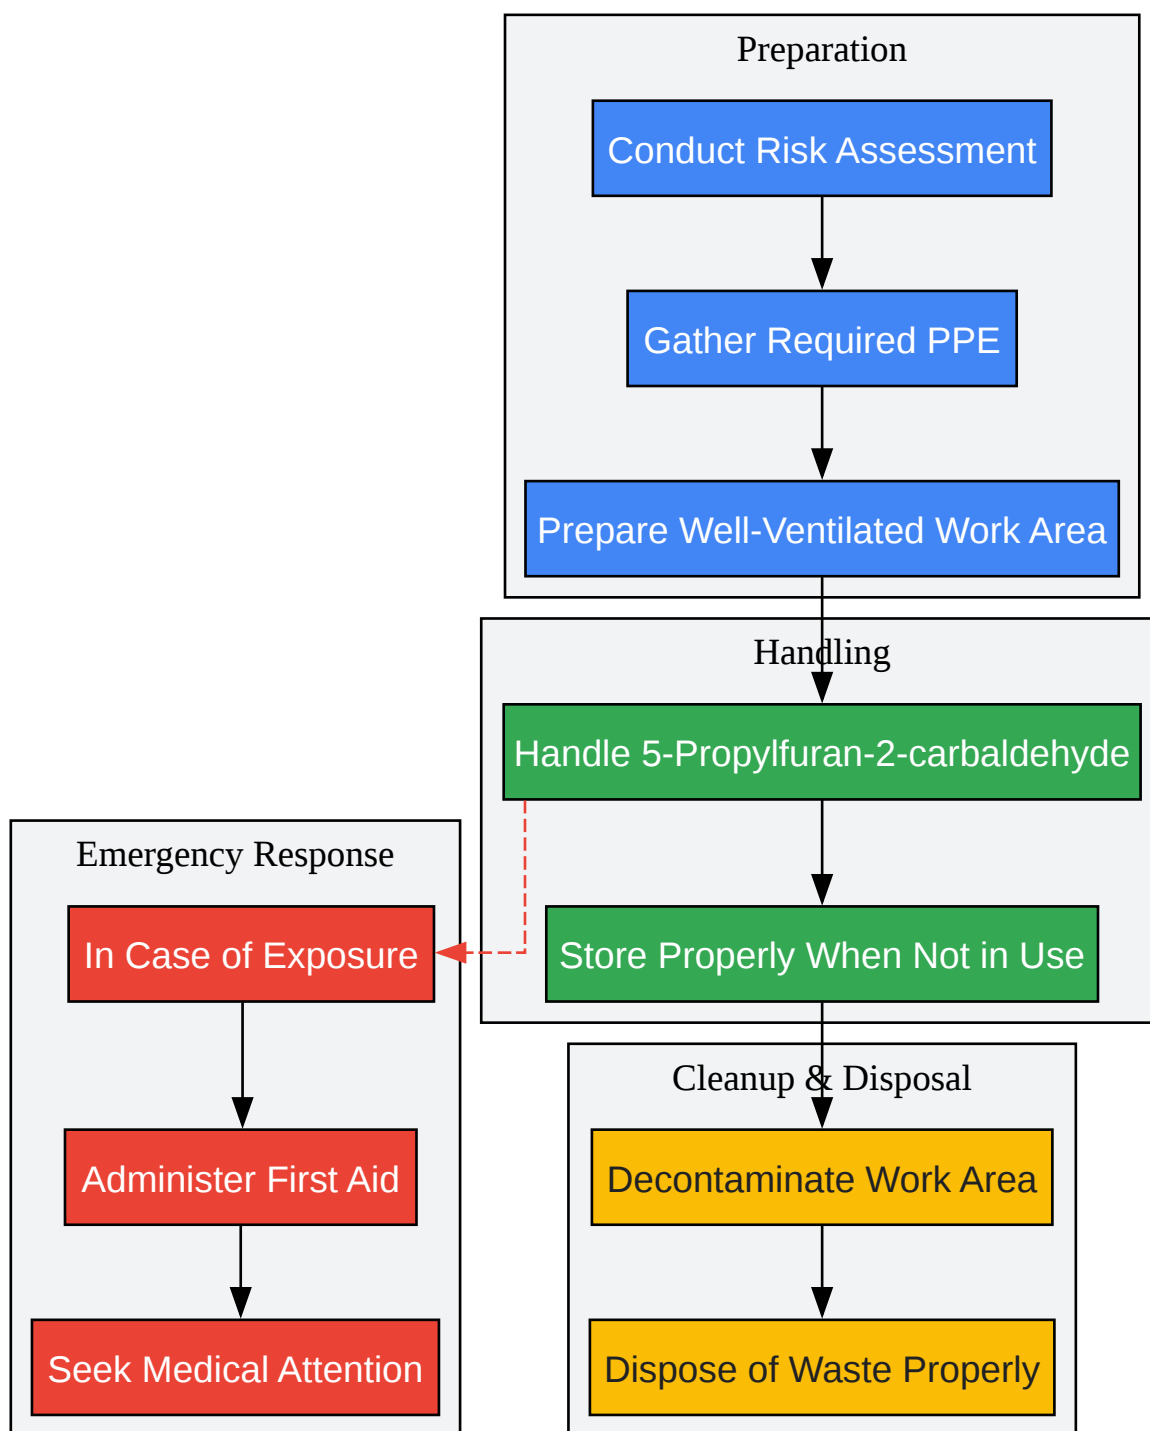 Preparation
Conduct Risk Assessment
Gather Required PPE
Prepare Well-Ventilated Work Area
Handling
Handle 5-Propylfuran-2-carbaldehyde
Store Properly When Not in Use
Emergency Response
In Case of Exposure
Administer First Aid
Seek Medical Attention
Cleanup & Disposal
Decontaminate Work Area
Dispose of Waste Properly